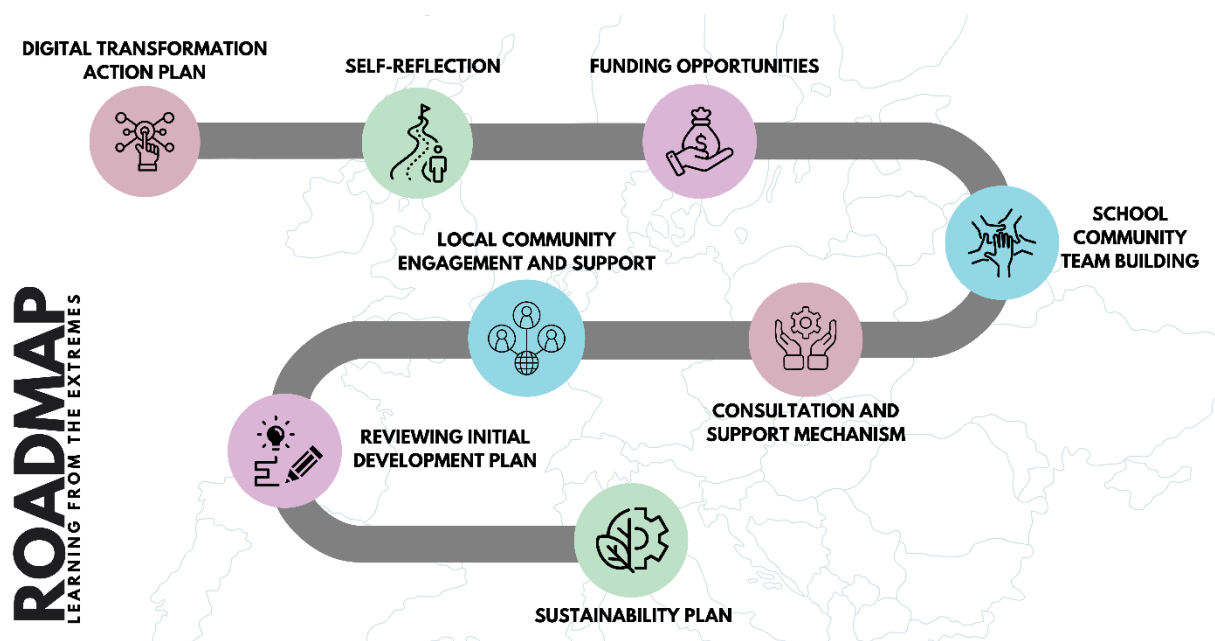 DIGITAL TRANSFORMATION
ACTION PLAN
SELF-REFLECTION
FUNDING OPPORTUNITIES
SCHOOL
COMMUNITY
TEAM BUILDING
LOCAL COMMUNITY
ENGAGEMENT AND SUPPORT
CONSULTATION AND
SUPPORT MECHANISM
REVIEWING INITIAL
DEVELOPMENT PLAN
SUSTAINABILITY PLAN
ROADMAP
LEARNING FROM THE EXTREMES
$